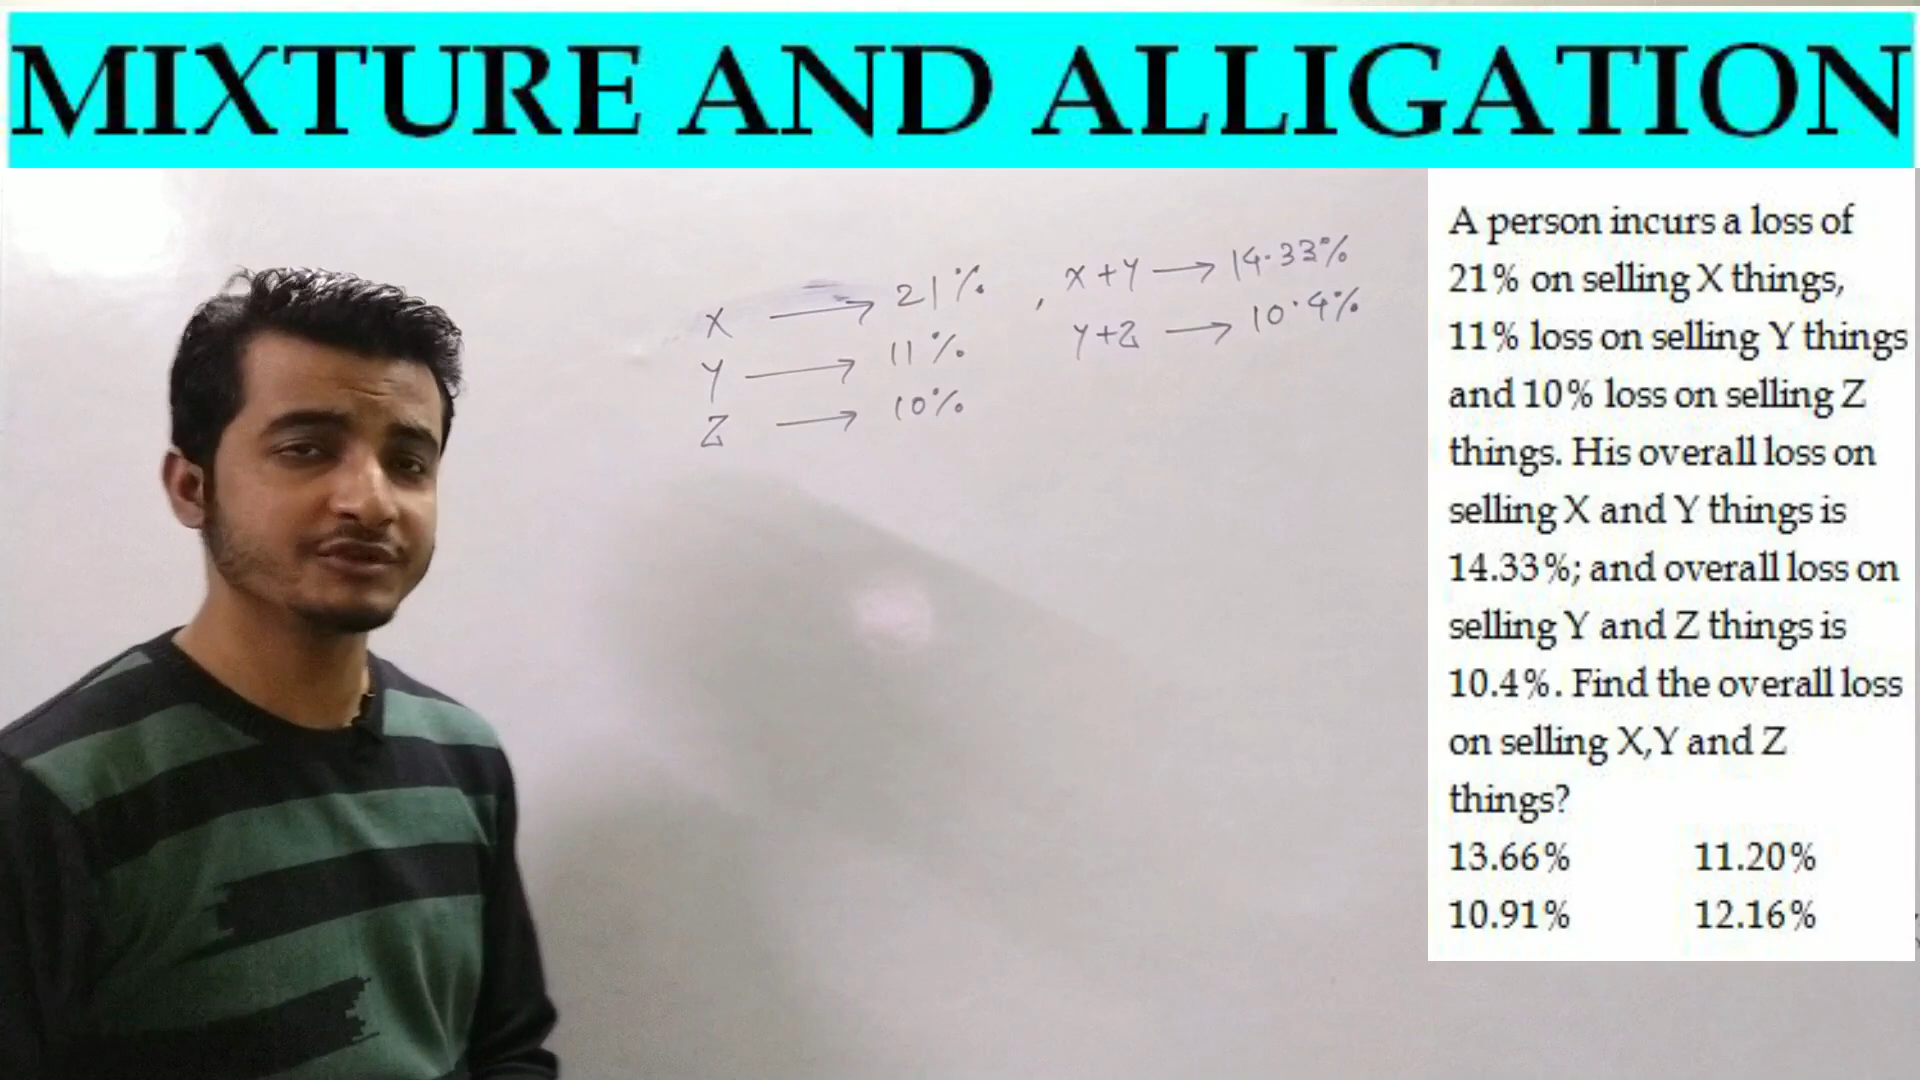 MIXTURE AND ALLIGATION
X → 21% , X+Y → 14.33%
Y → 11% Y+Z → 10.4%
Z → 10%
A person incurs a loss of
21% on selling X things,
11% loss on selling Y things
and 10% loss on selling Z
things. His overall loss on
selling X and Y things is
14.33%; and overall loss on
selling Y and Z things is
10.4%. Find the overall loss
on selling X,Y and Z
things?
13.66% 11.20%
10.91% 12.16%